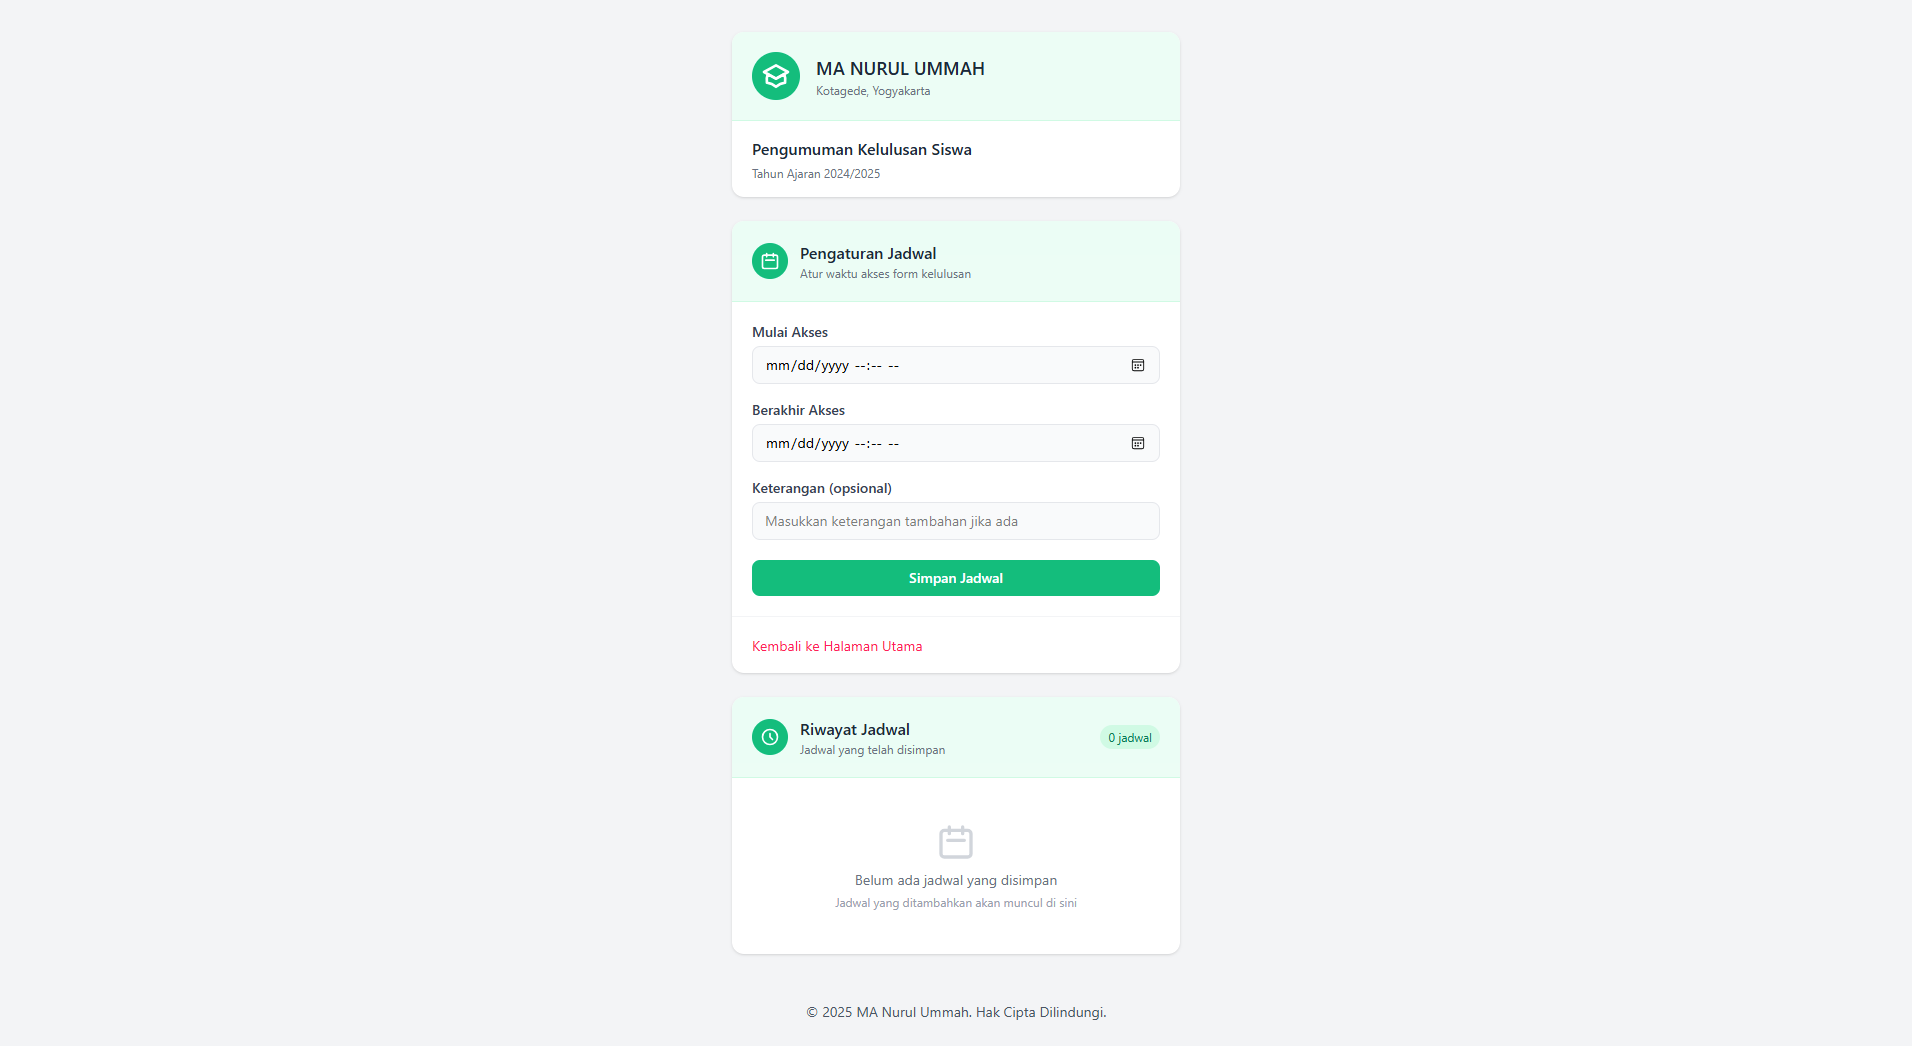 MA NURUL UMMAH
Kotagede, Yogyakarta
Pengumuman Kelulusan Siswa
Tahun Ajaran 2024/2025
Pengaturan Jadwal
Atur waktu akses form kelulusan
Mulai Akses
mm/dd/yyyy --:-- --
Berakhir Akses
mm/dd/yyyy --:-- --
Keterangan (opsional)
Masukkan keterangan tambahan jika ada
Simpan Jadwal
Kembali ke Halaman Utama
Riwayat Jadwal
Jadwal yang telah disimpan
0 jadwal
Belum ada jadwal yang disimpan
Jadwal yang ditambahkan akan muncul di sini
© 2025 MA Nurul Ummah. Hak Cipta Dilindungi.